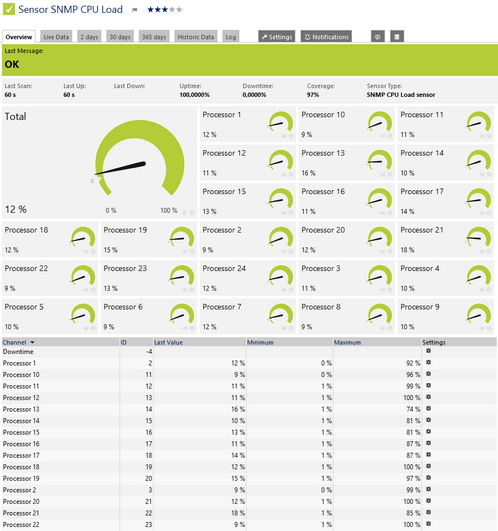 Sensor SNMP CPU Load
Overview Live Data 2 days 30 days 365 days Historic Data Log Settings Notifications
Last Message:
OK
Last Scan: Last Up: Last Down: Uptime: Downtime: Coverage: Sensor Type:
60 s 60 s 100,0000% 0,0000% 97% SNMP CPU Load sensor
Total
12 %
0 % 100 %
Processor 1 Processor 10 Processor 11
12 % 9 % 11 %
Processor 12 Processor 13 Processor 14
11 % 16 % 10 %
Processor 15 Processor 16 Processor 17
13 % 11 % 14 %
Processor 18 Processor 19 Processor 2 Processor 20 Processor 21
12 % 15 % 9 % 12 % 18 %
Processor 22 Processor 23 Processor 24 Processor 3 Processor 4
9 % 13 % 12 % 11 % 10 %
Processor 5 Processor 6 Processor 7 Processor 8 Processor 9
10 % 9 % 12 % 9 % 10 %
Channel ID Last Value Minimum Maximum Settings
Downtime -4
Processor 1 2 12 % 0 % 92 %
Processor 10 11 9 % 0 % 96 %
Processor 11 12 11 % 1 % 99 %
Processor 12 13 11 % 1 % 100 %
Processor 13 14 16 % 1 % 74 %
Processor 14 15 10 % 1 % 81 %
Processor 15 16 13 % 1 % 81 %
Processor 16 17 11 % 1 % 87 %
Processor 17 18 14 % 1 % 87 %
Processor 18 19 12 % 1 % 100 %
Processor 19 20 15 % 1 % 97 %
Processor 2 3 9 % 0 % 99 %
Processor 20 21 12 % 1 % 100 %
Processor 21 22 18 % 1 % 85 %
Processor 22 23 9 % 1 % 100 %